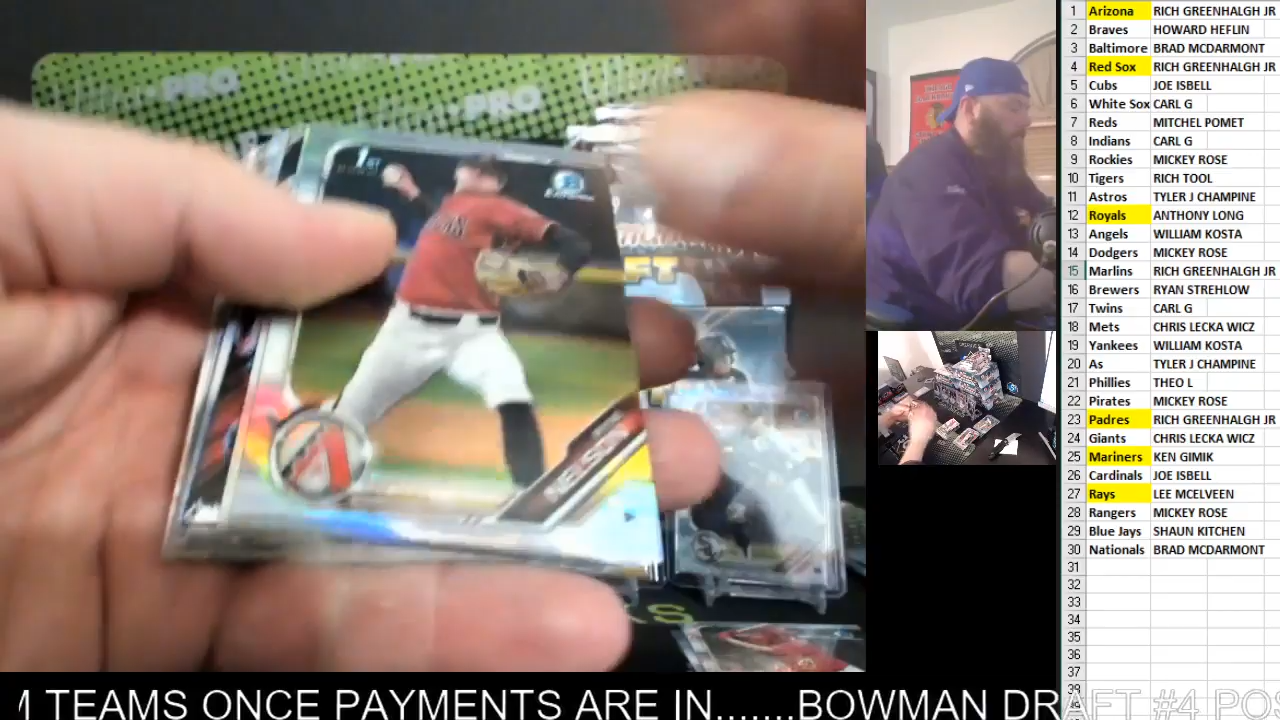 PRO
PRO
1ST
FT
NELSON
1 Arizona RICH GREENHALGH JR
2 Braves HOWARD HEFLIN
3 Baltimore BRAD MCDARMONT
4 Red Sox RICH GREENHALGH JR
5 Cubs JOE ISBELL
6 White Sox CARL G
7 Reds MITCHEL POMET
8 Indians CARL G
9 Rockies MICKEY ROSE
10 Tigers RICH TOOL
11 Astros TYLER J CHAMPINE
12 Royals ANTHONY LONG
13 Angels WILLIAM KOSTA
14 Dodgers MICKEY ROSE
15 Marlins RICH GREENHALGH JR
16 Brewers RYAN STREHLOW
17 Twins CARL G
18 Mets CHRIS LECKA WICZ
19 Yankees WILLIAM KOSTA
20 As TYLER J CHAMPINE
21 Phillies THEO L
22 Pirates MICKEY ROSE
23 Padres RICH GREENHALGH JR
24 Giants CHRIS LECKA WICZ
25 Mariners KEN GIMIK
26 Cardinals JOE ISBELL
27 Rays LEE MCELVEEN
28 Rangers MICKEY ROSE
29 Blue Jays SHAUN KITCHEN
30 Nationals BRAD MCDARMONT
31
32
33
34
35
36
37
38
TEAMS ONCE PAYMENTS ARE IN.......BOWMAN DRAFT #4 POS